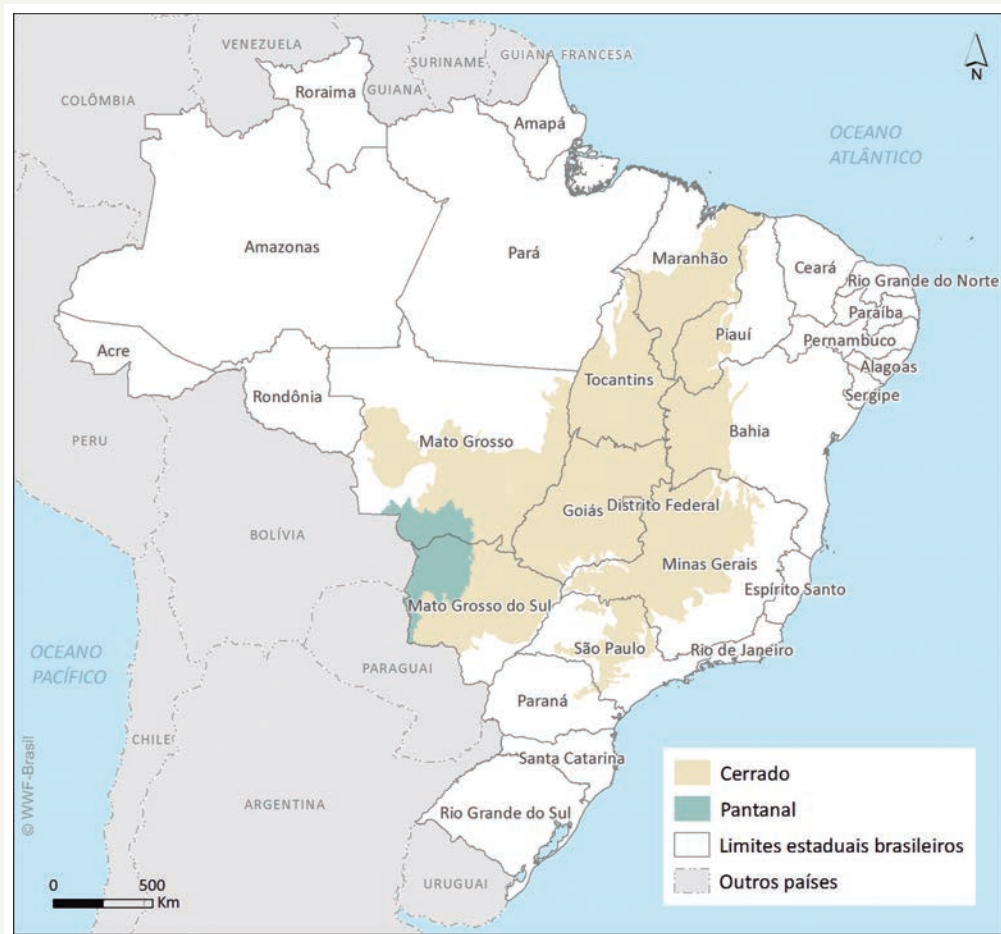 VENEZUELA
SURINAME
GUIANA FRANCESA
GUIANA
COLÔMBIA
Roraima
Amapá
N
OCEANO
ATLÂNTICO
Amazonas
Pará
Maranhão
Ceará
Rio Grande do Norte
Paraíba
Piauí
Pernambuco
Acre
Alagoas
Tocantins
Sergipe
Rondônia
Bahia
Mato Grosso
PERU
Goiás
Distrito Federal
BOLÍVIA
Minas Gerais
Espírito Santo
Mato Grosso do Sul
São Paulo
Rio de Janeiro
OCEANO
PACÍFICO
PARAGUAI
Paraná
CHILE
Santa Catarina
ARGENTINA
Rio Grande do Sul
URUGUAI
© WWF-Brasil
0 500
Km
Cerrado
Pantanal
Limites estaduais brasileiros
Outros países